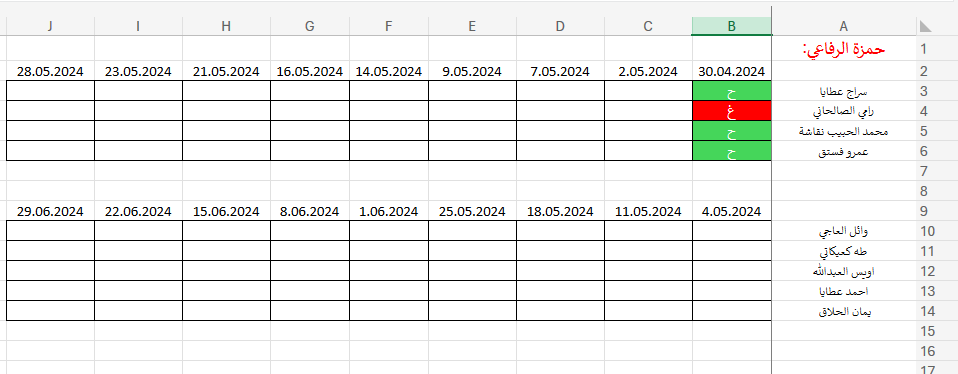 A B C D E F G H I J
1 حمزة الرفاعي:
2 30.04.2024 2.05.2024 7.05.2024 9.05.2024 14.05.2024 16.05.2024 21.05.2024 23.05.2024 28.05.2024
3 سراج عطايا ح
4 رامي الصالحاني غ
5 محمد الحبيب نقاشة ح
6 عمرو فستق ح
7
8
9 4.05.2024 11.05.2024 18.05.2024 25.05.2024 1.06.2024 8.06.2024 15.06.2024 22.06.2024 29.06.2024
10 وائل العاجي
11 طه كعيكاتي
12 اويس العبدالله
13 احمد عطايا
14 يمان الحلاق
15
16
17